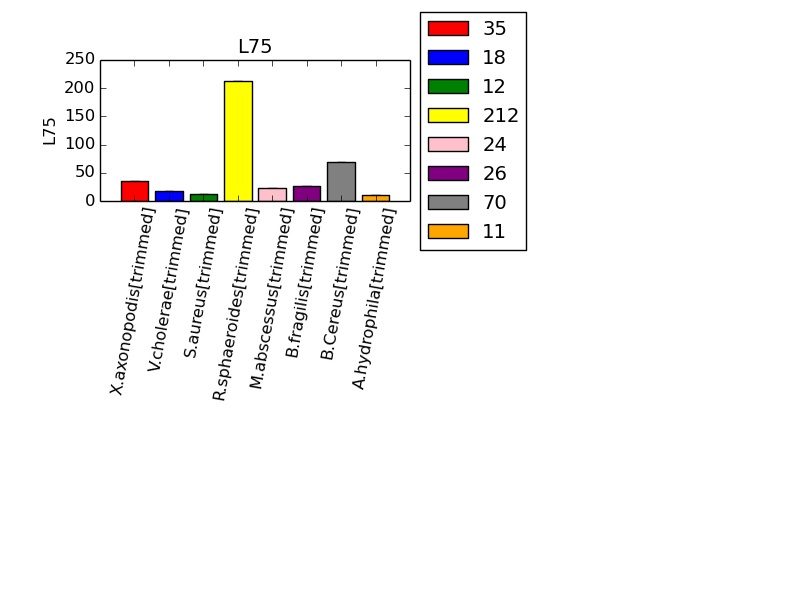 L75
250
200
150
100
50
0
L75
X.axonopodis[trimmed]
V.cholerae[trimmed]
S.aureus[trimmed]
R.sphaeroides[trimmed]
M.abscessus[trimmed]
B.fragilis[trimmed]
B.Cereus[trimmed]
A.hydrophila[trimmed]
35
18
12
212
24
26
70
11